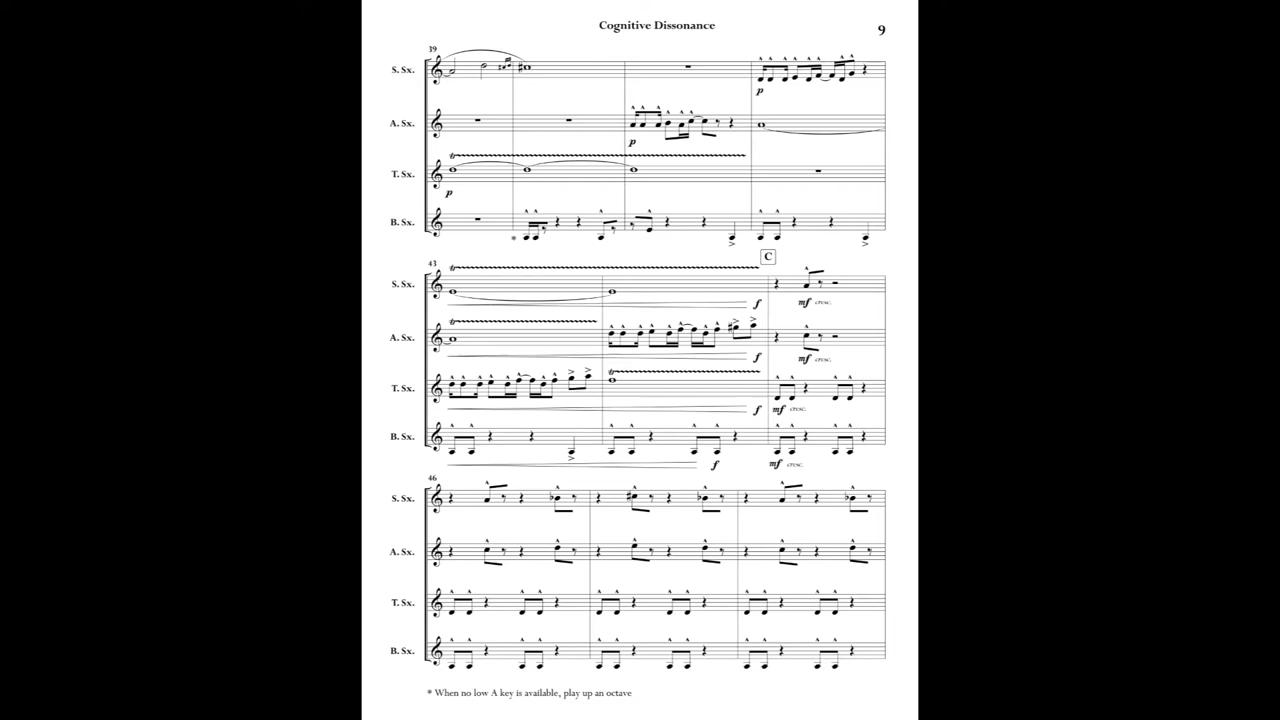 Cognitive Dissonance
9
39
S. Sx.
A. Sx.
p
p
T. Sx.
p
B. Sx.
*
C
43
S. Sx.
f mf cresc.
A. Sx.
f mf cresc.
T. Sx.
f mf cresc.
B. Sx.
f mf cresc.
46
S. Sx.
A. Sx.
T. Sx.
B. Sx.
* When no low A key is available, play up an octave